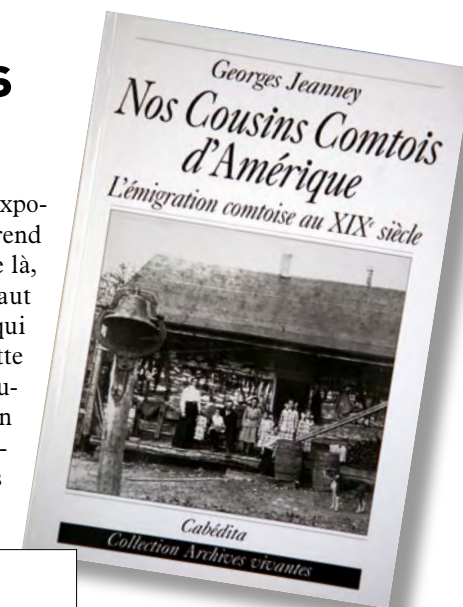 s
xpo-
rend
e là,
aut
qui
tte
u-
n
-
s
Georges Jeanney
Nos Cousins Comtois
d'Amérique
L'émigration comtoise au XIXe siècle
Cabédita
Collection Archives vivantes